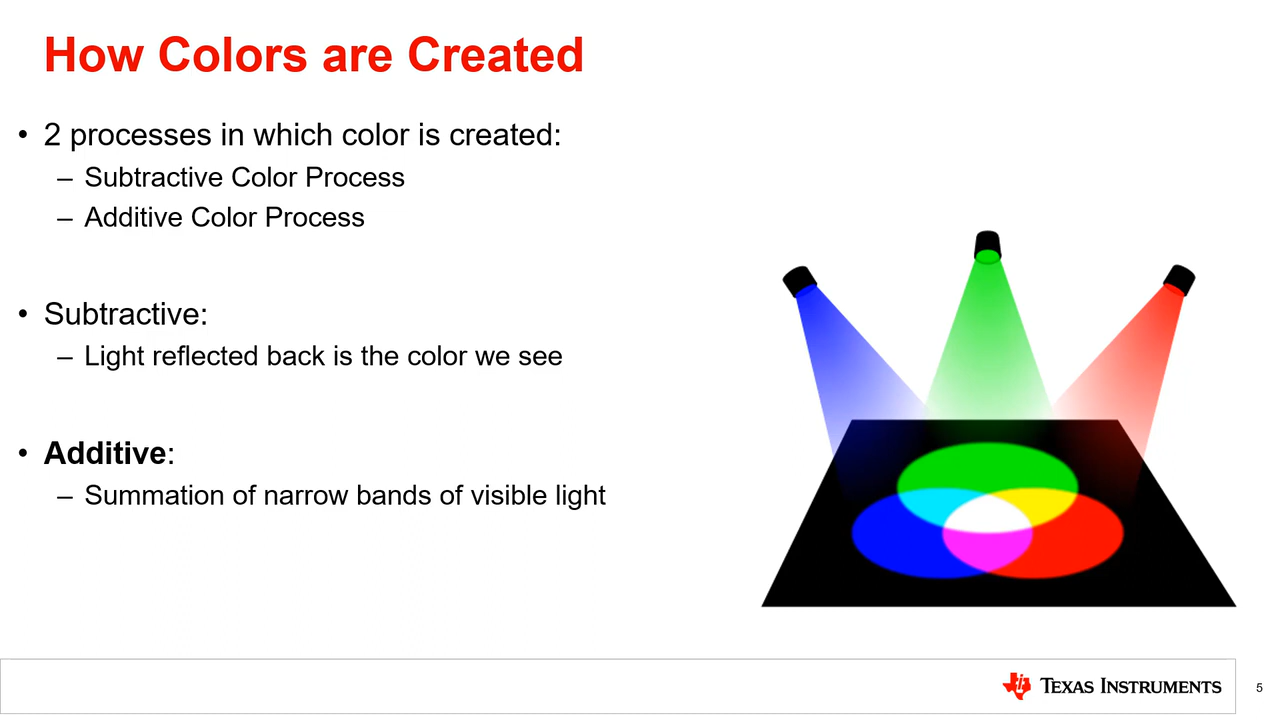 How Colors are Created
• 2 processes in which color is created:
– Subtractive Color Process
– Additive Color Process
• Subtractive:
– Light reflected back is the color we see
• Additive:
– Summation of narrow bands of visible light
Texas Instruments
5